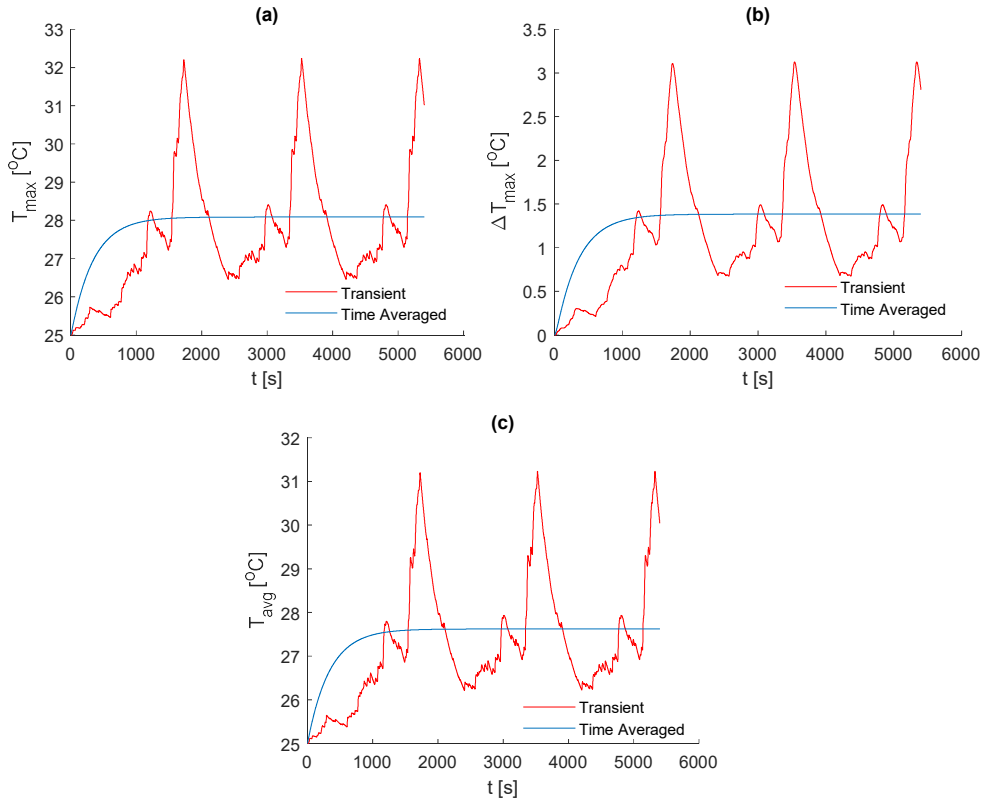 (a)
33
32
31
30
29
28
27
26
25
T_max [°C]
0 1000 2000 3000 4000 5000 6000
t [s]
Transient
Time Averaged
(b)
3.5
3
2.5
2
1.5
1
0.5
0
ΔT_max [°C]
0 1000 2000 3000 4000 5000 6000
t [s]
Transient
Time Averaged
(c)
32
31
30
29
28
27
26
25
T_avg [°C]
0 1000 2000 3000 4000 5000 6000
t [s]
Transient
Time Averaged